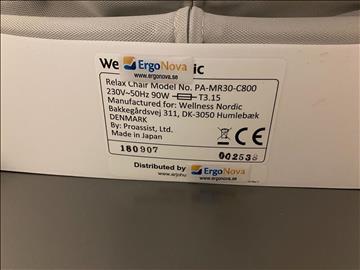 We ic
ErgoNova
ergonova.se
Relax Chair Model No. PA-MR30-C800
230V~50Hz 90W T3.15
Manufactured for: Wellness Nordic
Bakkegårdsvej 311, DK-3050 Humlebæk
DENMARK
By: Proassist, Ltd.
Made in Japan
CE
180907 002538
Distributed by
www.arjohu
ErgoNova
www.ergonova.se